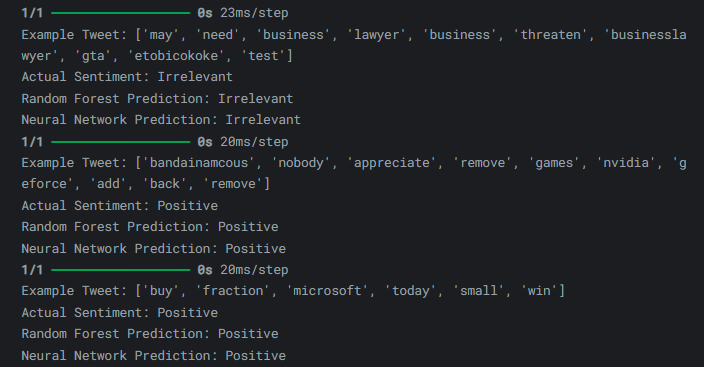 1/1 ━━━━━━━━━━━━━━━━━━━━ 0s 23ms/step
Example Tweet: ['may', 'need', 'business', 'lawyer', 'business', 'threaten', 'businessla
wyer', 'gta', 'etobicokoke', 'test']
Actual Sentiment: Irrelevant
Random Forest Prediction: Irrelevant
Neural Network Prediction: Irrelevant
1/1 ━━━━━━━━━━━━━━━━━━━━ 0s 20ms/step
Example Tweet: ['bandainamcous', 'nobody', 'appreciate', 'remove', 'games', 'nvidia', 'g
eforce', 'add', 'back', 'remove']
Actual Sentiment: Positive
Random Forest Prediction: Positive
Neural Network Prediction: Positive
1/1 ━━━━━━━━━━━━━━━━━━━━ 0s 20ms/step
Example Tweet: ['buy', 'fraction', 'microsoft', 'today', 'small', 'win']
Actual Sentiment: Positive
Random Forest Prediction: Positive
Neural Network Prediction: Positive